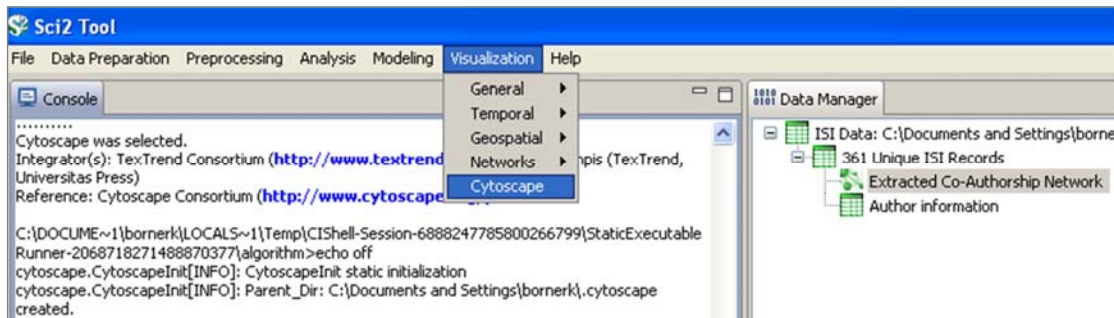 Sci2 Tool
File Data Preparation Preprocessing Analysis Modeling Visualization Help
General
Temporal
Geospatial
Networks
Cytoscape
Console
..........
Cytoscape was selected.
Integrator(s): TexTrend Consortium (http://www.textrend pis (TexTrend,
Universitas Press)
Reference: Cytoscape Consortium (http://www.cytoscape
C:\DOCUME~1\bornerk\LOCALS~1\Temp\CIShell-Session-6888247785800266799\StaticExecutable
Runner-2068718271488870377\algorithm>echo off
cytoscape.CytoscapeInit[INFO]: CytoscapeInit static initialization
cytoscape.CytoscapeInit[INFO]: Parent_Dir: C:\Documents and Settings\bornerk\.cytoscape
created.
Data Manager
ISI Data: C:\Documents and Settings\borne
361 Unique ISI Records
Extracted Co-Authorship Network
Author information